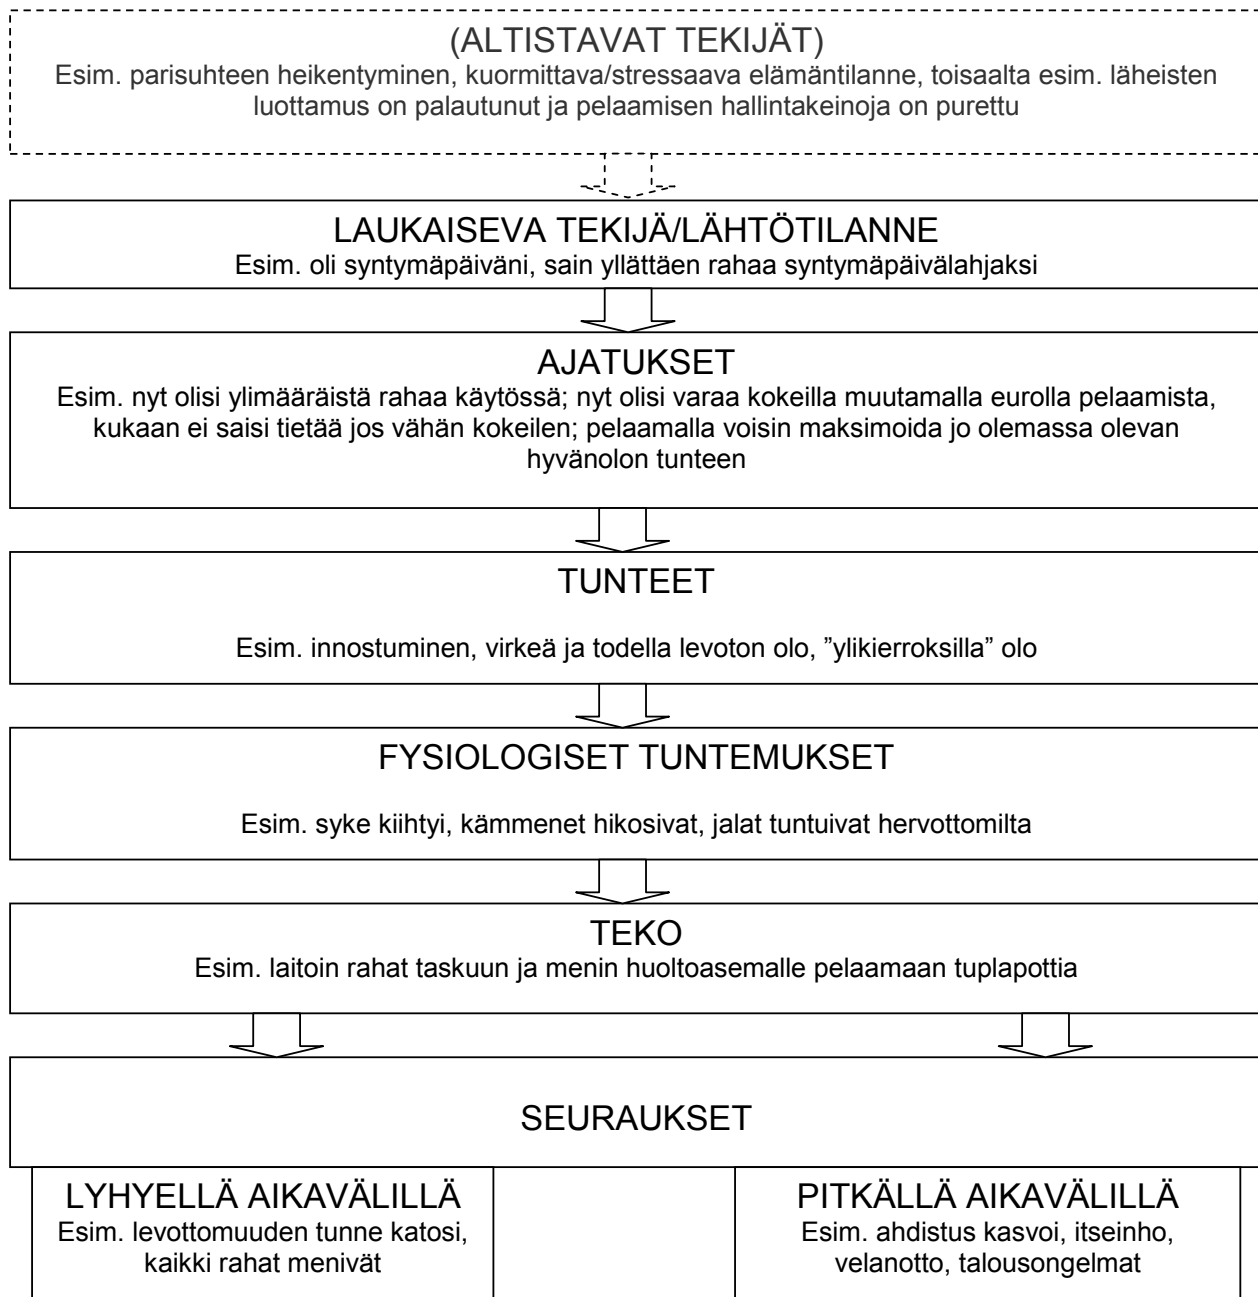 (ALTISTAVAT TEKIJÄT)
Esim. parisuhteen heikentyminen, kuormittava/stressaava elämäntilanne, toisaalta esim. läheisten
luottamus on palautunut ja pelaamisen hallintakeinoja on purettu
LAUKAISEVA TEKIJÄ/LÄHTÖTILANNE
Esim. oli syntymäpäiväni, sain yllättäen rahaa syntymäpäivälahjaksi
AJATUKSET
Esim. nyt olisi ylimääräistä rahaa käytössä; nyt olisi varaa kokeilla muutamalla eurolla pelaamista,
kukaan ei saisi tietää jos vähän kokeilen; pelaamalla voisin maksimoida jo olemassa olevan
hyvänolon tunteen
TUNTEET
Esim. innostuminen, virkeä ja todella levoton olo, ”ylikierroksilla” olo
FYSIOLOGISET TUNTEMUKSET
Esim. syke kiihtyi, kämmenet hikosivat, jalat tuntuivat hervottomilta
TEKO
Esim. laitoin rahat taskuun ja menin huoltoasemalle pelaamaan tuplapottia
SEURAUKSET
LYHYELLÄ AIKAVÄLILLÄ
Esim. levottomuuden tunne katosi,
kaikki rahat menivät
PITKÄLLÄ AIKAVÄLILLÄ
Esim. ahdistus kasvoi, itseinho,
velanotto, talousongelmat